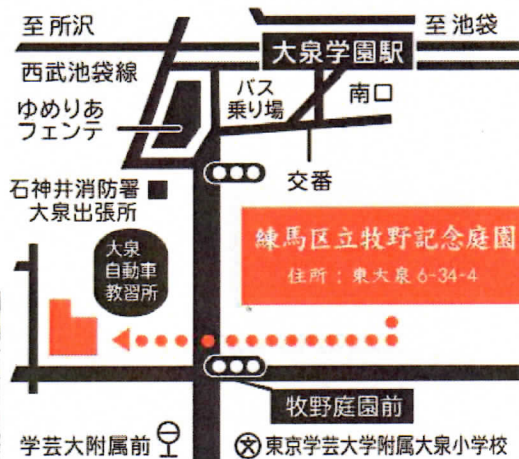 至所沢
至池袋
大泉学園駅
西武池袋線
バス
乗り場
南口
ゆめりあ
フェンテ
交番
石神井消防署
大泉出張所
大泉
自動車
教習所
練馬区立牧野記念庭園
住所：東大泉 6-34-4
牧野庭園前
学芸大附属前
文
東京学芸大学附属大泉小学校